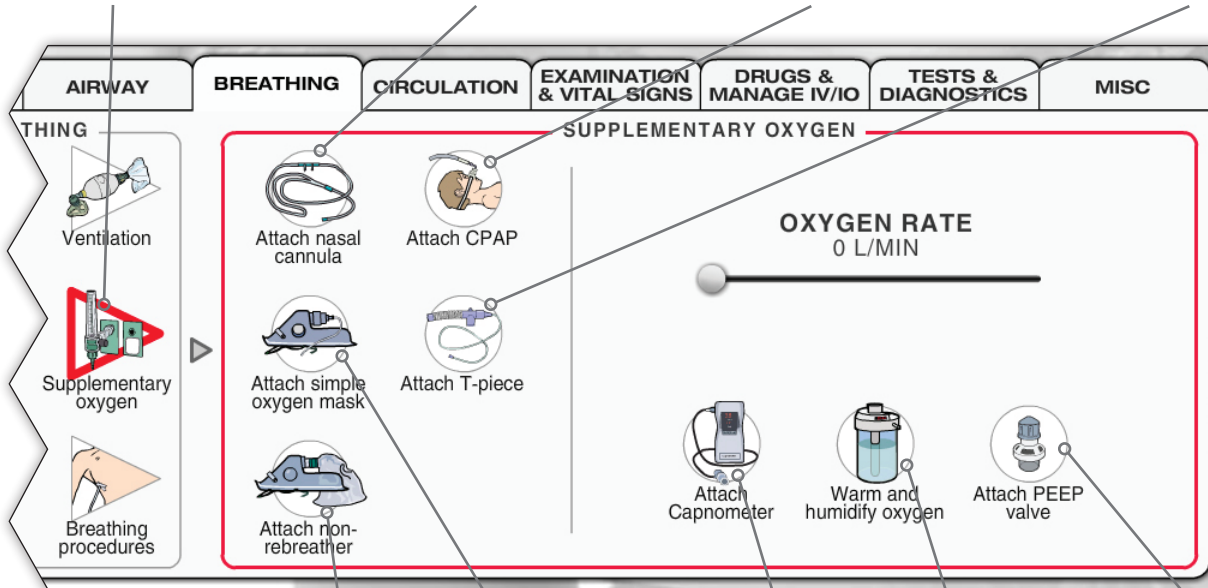 AIRWAY
BREATHING
CIRCULATION
EXAMINATION
& VITAL SIGNS
DRUGS &
MANAGE IV/IO
TESTS &
DIAGNOSTICS
MISC
THING
SUPPLEMENTARY OXYGEN
Ventilation
Supplementary
oxygen
Breathing
procedures
Attach nasal
cannula
Attach CPAP
Attach simple
oxygen mask
Attach T-piece
Attach non-
rebreather
OXYGEN RATE
0 L/MIN
Attach
Capnometer
Warm and
humidify oxygen
Attach PEEP
valve